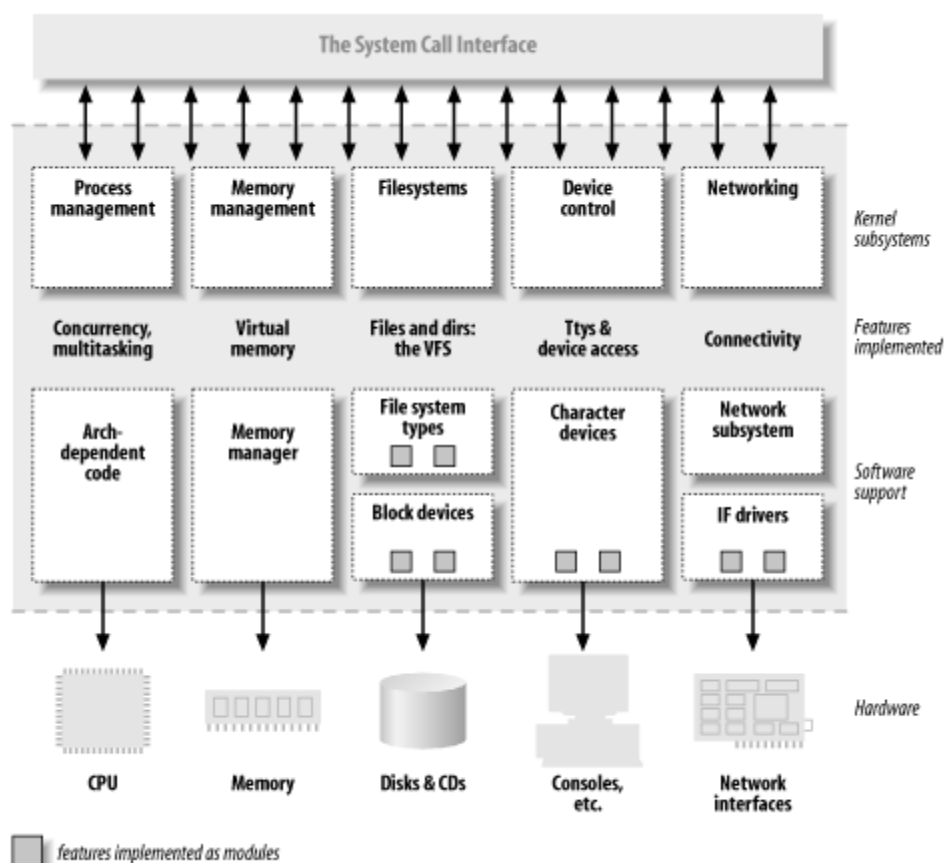 The System Call Interface
Process
management
Memory
management
Filesystems
Device
control
Networking
Kernel
subsystems
Concurrency,
multitasking
Virtual
memory
Files and dirs:
the VFS
Ttys &
device access
Connectivity
Features
implemented
Arch-
dependent
code
Memory
manager
File system
types
Block devices
Character
devices
Network
subsystem
IF drivers
Software
support
Hardware
CPU
Memory
Disks & CDs
Consoles,
etc.
Network
interfaces
features implemented as modules